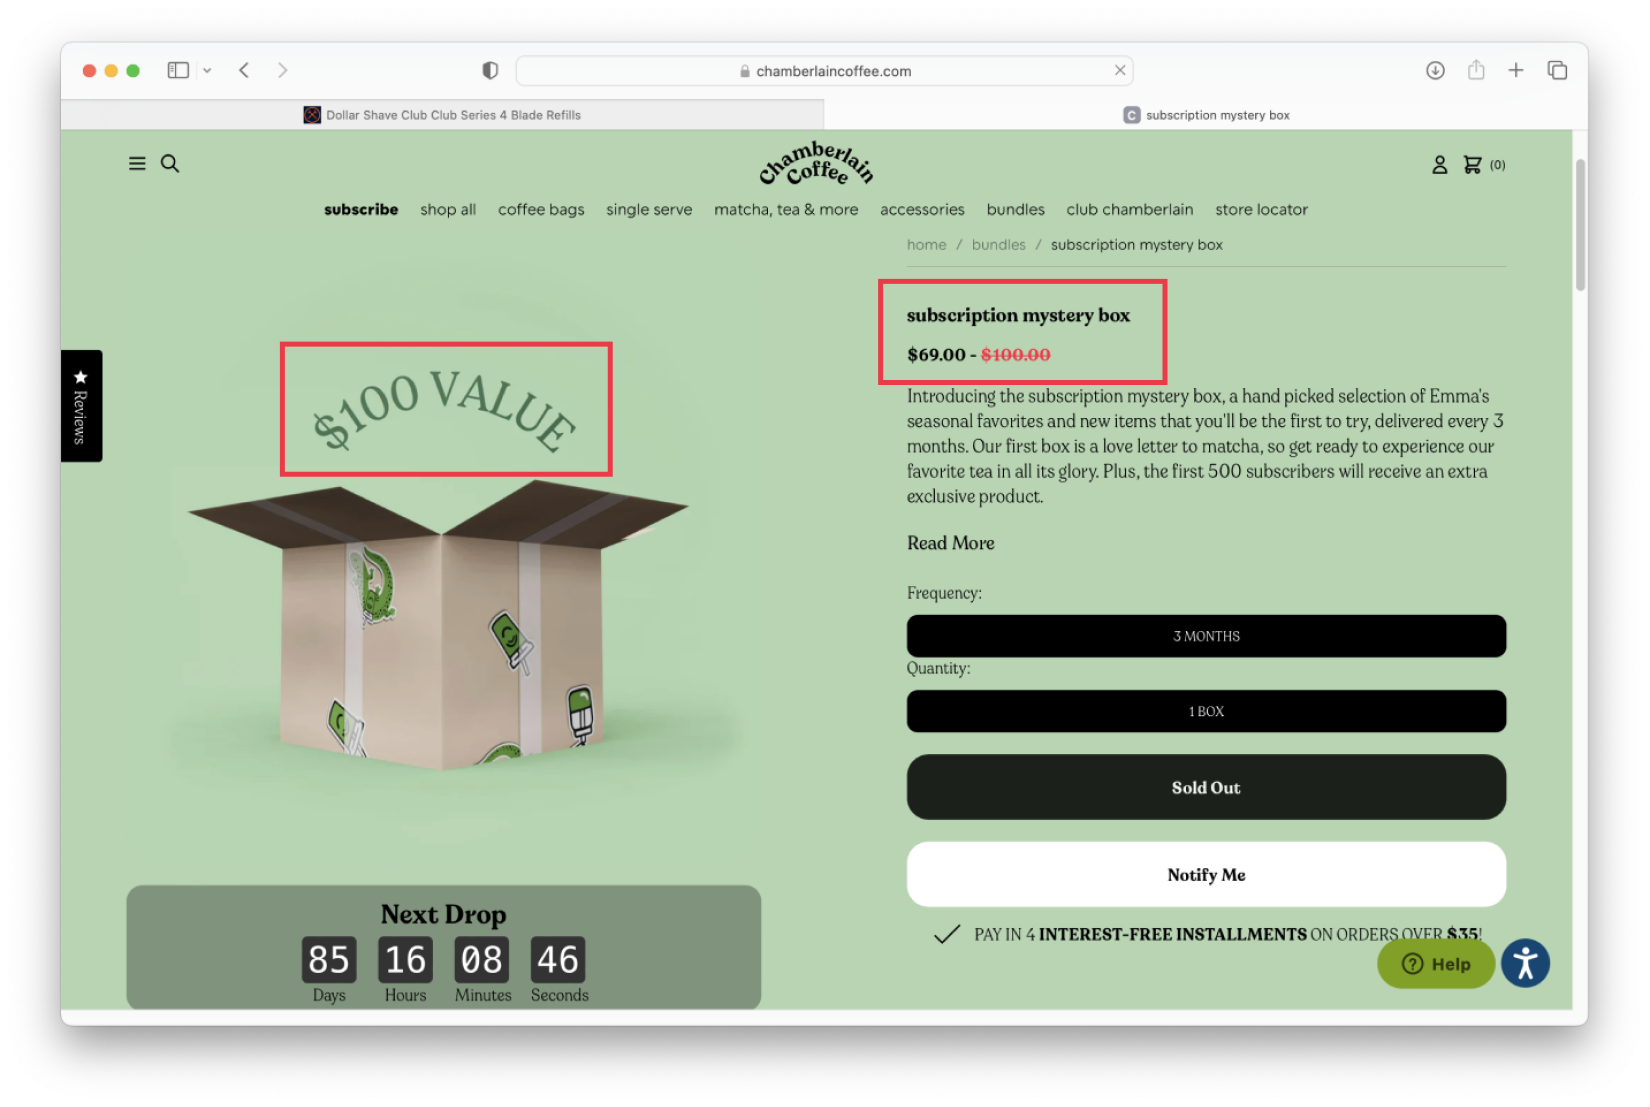 chamberlaincoffee.com
Dollar Shave Club Club Series 4 Blade Refills
C subscription mystery box
Chamberlain
Coffee
(0)
subscribe shop all coffee bags single serve matcha, tea & more accessories bundles club chamberlain store locator
home / bundles / subscription mystery box
subscription mystery box
$69.00 - $100.00
Introducing the subscription mystery box, a hand picked selection of Emma's
seasonal favorites and new items that you'll be the first to try, delivered every 3
months. Our first box is a love letter to matcha, so get ready to experience our
favorite tea in all its glory. Plus, the first 500 subscribers will receive an extra
exclusive product.
Read More
Frequency:
3 MONTHS
Quantity:
1 BOX
Sold Out
Notify Me
PAY IN 4 INTEREST-FREE INSTALLMENTS ON ORDERS OVER $35!
Help
Reviews
$100 VALUE
Next Drop
85 16 08 46
Days Hours Minutes Seconds